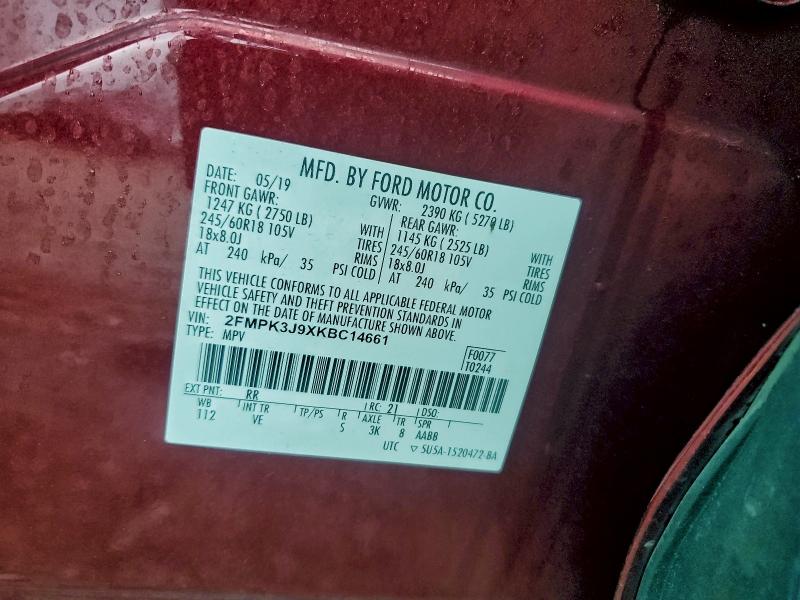 MFD. BY FORD MOTOR CO.
DATE: 05/19 GVWR: 2390 KG ( 5270 LB)
FRONT GAWR: REAR GAWR:
1247 KG ( 2750 LB) WITH 1145 KG ( 2525 LB) WITH
245/60R18 105V TIRES 245/60R18 105V TIRES
18x8.0J RIMS 18x8.0J RIMS
AT 240 kPa/ 35 PSI COLD AT 240 kPa/ 35 PSI COLD
THIS VEHICLE CONFORMS TO ALL APPLICABLE FEDERAL MOTOR
VEHICLE SAFETY AND THEFT PREVENTION STANDARDS IN
EFFECT ON THE DATE OF MANUFACTURE SHOWN ABOVE.
VIN: 2FMPK3J9XKBC14661
TYPE: MPV
F0077
T0244
EXT PNT: RR RC: 21 DSO:
WB INT TR TP/PS R AXLE TR SPR
112 VE S 3K 8 AABB
UTC ▽ 5U5A-1520472-BA